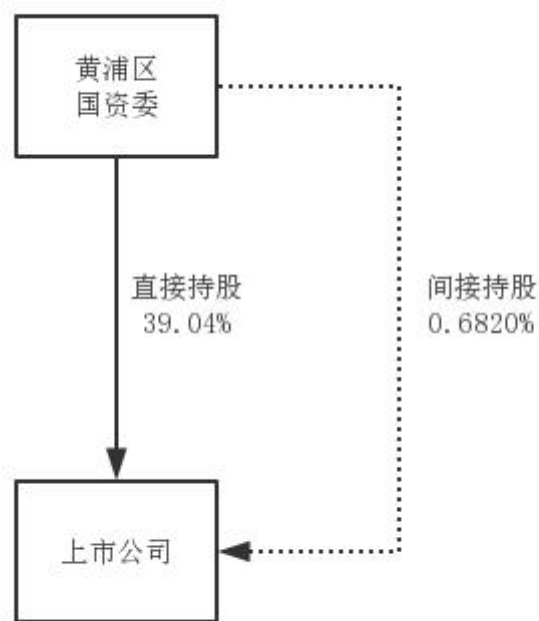 黄浦区
国资委
直接持股
39.04%
间接持股
0.6820%
上市公司